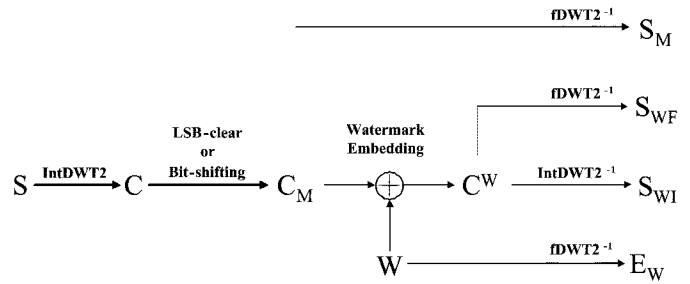 fDWT2⁻¹
S_M
fDWT2⁻¹
S_WF
LSB-clear
or
Bit-shifting
Watermark
Embedding
S IntDWT2 C C_M C^W IntDWT2⁻¹ S_WI
W fDWT2⁻¹ E_W